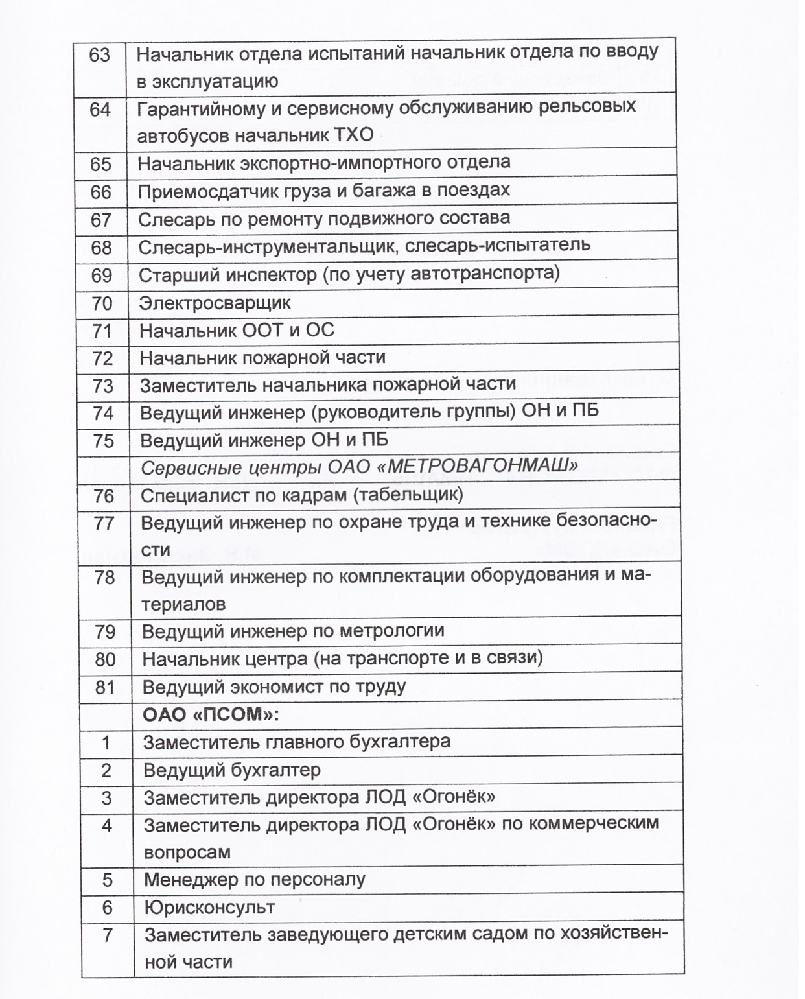 63 Начальник отдела испытаний начальник отдела по вводу
в эксплуатацию
64 Гарантийному и сервисному обслуживанию рельсовых
автобусов начальник ТХО
65 Начальник экспортно-импортного отдела
66 Приемосдатчик груза и багажа в поездах
67 Слесарь по ремонту подвижного состава
68 Слесарь-инструментальщик, слесарь-испытатель
69 Старший инспектор (по учету автотранспорта)
70 Электросварщик
71 Начальник ООТ и ОС
72 Начальник пожарной части
73 Заместитель начальника пожарной части
74 Ведущий инженер (руководитель группы) ОН и ПБ
75 Ведущий инженер ОН и ПБ
Сервисные центры ОАО «МЕТРОВАГОНМАШ»
76 Специалист по кадрам (табельщик)
77 Ведущий инженер по охране труда и технике безопасно-
сти
78 Ведущий инженер по комплектации оборудования и ма-
териалов
79 Ведущий инженер по метрологии
80 Начальник центра (на транспорте и в связи)
81 Ведущий экономист по труду
ОАО «ПСОМ»:
1 Заместитель главного бухгалтера
2 Ведущий бухгалтер
3 Заместитель директора ЛОД «Огонёк»
4 Заместитель директора ЛОД «Огонёк» по коммерческим
вопросам
5 Менеджер по персоналу
6 Юрисконсульт
7 Заместитель заведующего детским садом по хозяйствен-
ной части